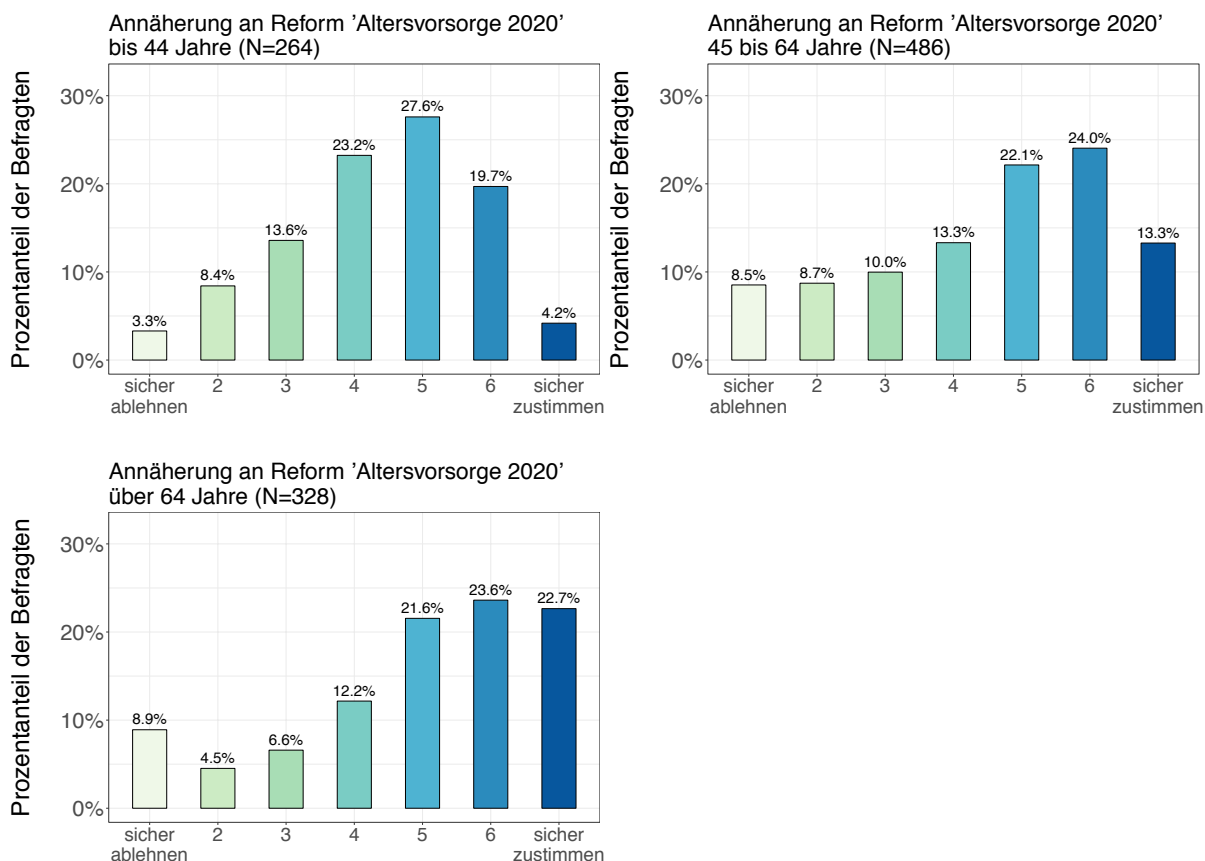 Annäherung an Reform ’Altersvorsorge 2020’
bis 44 Jahre (N=264)
Prozentanteil der Befragten
30%
20%
10%
0%
3.3%
8.4%
13.6%
23.2%
27.6%
19.7%
4.2%
sicher
ablehnen
2
3
4
5
6
sicher
zustimmen
Annäherung an Reform ’Altersvorsorge 2020’
45 bis 64 Jahre (N=486)
Prozentanteil der Befragten
30%
20%
10%
0%
8.5%
8.7%
10.0%
13.3%
22.1%
24.0%
13.3%
sicher
ablehnen
2
3
4
5
6
sicher
zustimmen
Annäherung an Reform ’Altersvorsorge 2020’
über 64 Jahre (N=328)
Prozentanteil der Befragten
30%
20%
10%
0%
8.9%
4.5%
6.6%
12.2%
21.6%
23.6%
22.7%
sicher
ablehnen
2
3
4
5
6
sicher
zustimmen